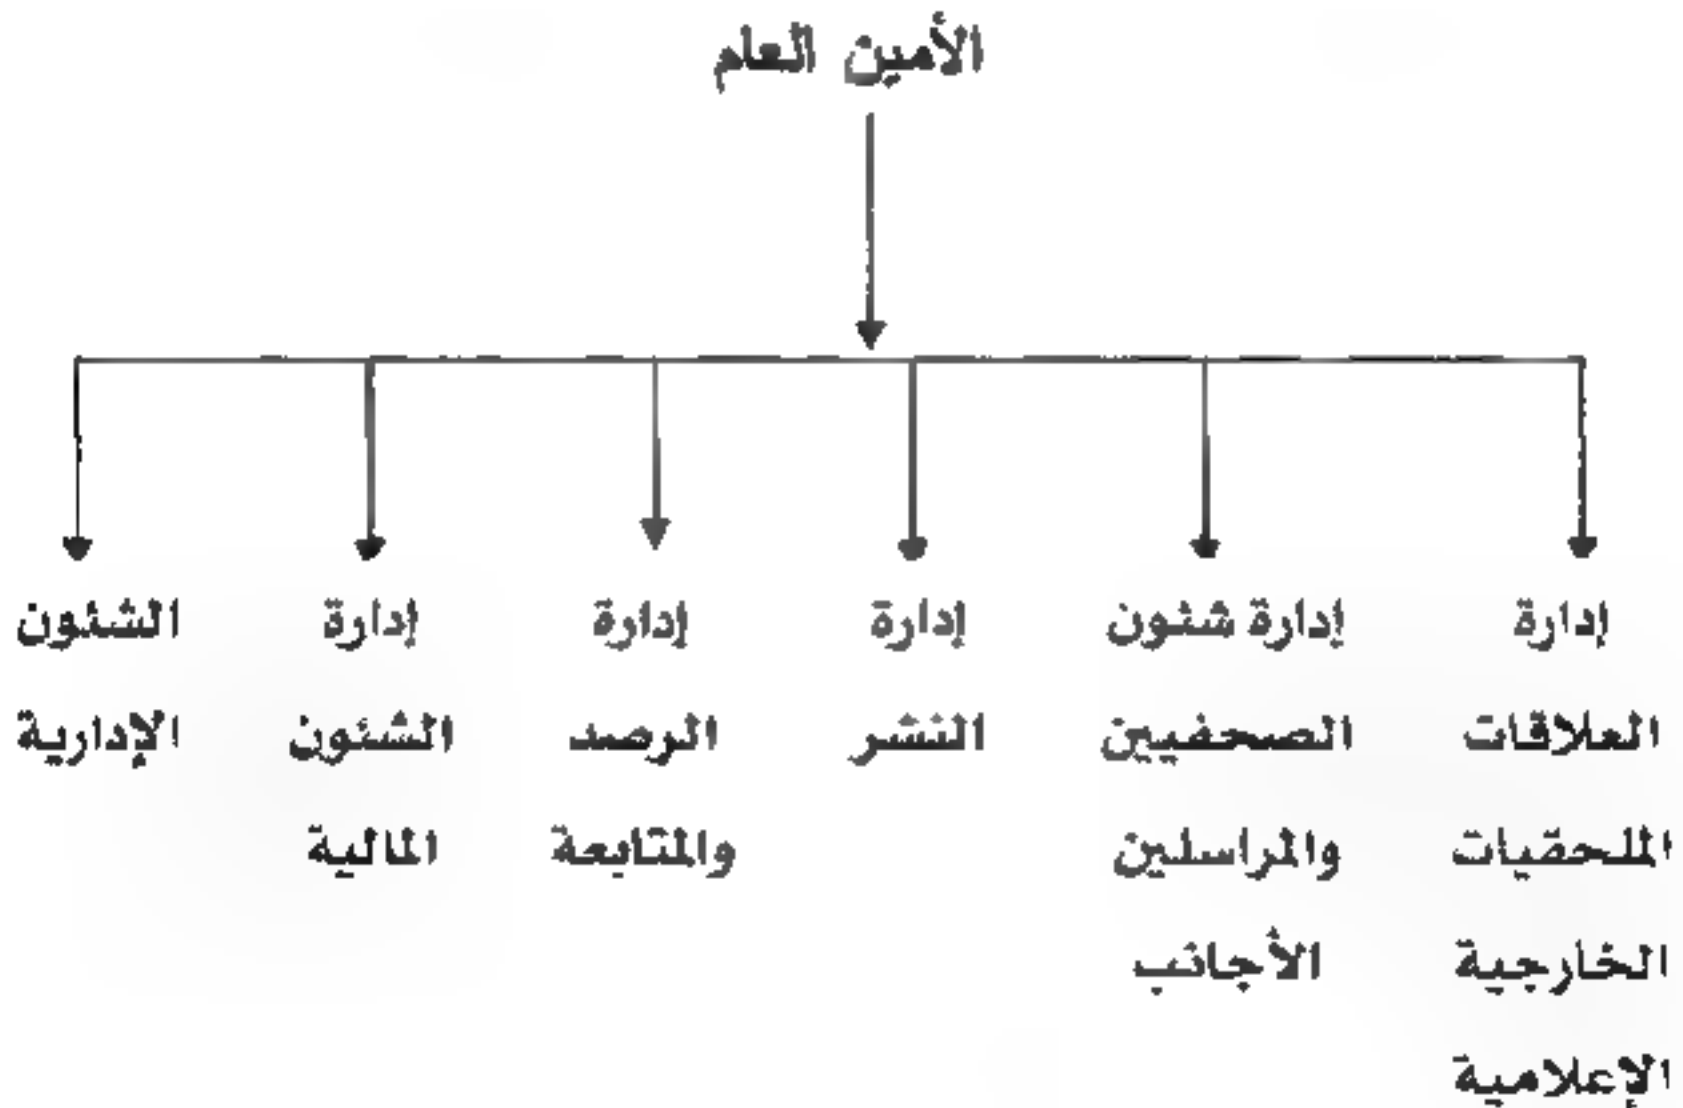 الأمين العام
إدارة
العلاقات
الملحقيات
الخارجية
الإعلامية
إدارة شئون
الصحفيين
والمراسلين
الأجانب
إدارة
النشر
إدارة
الرصد
والمتابعة
إدارة
الشئون
المالية
الشئون
الإدارية